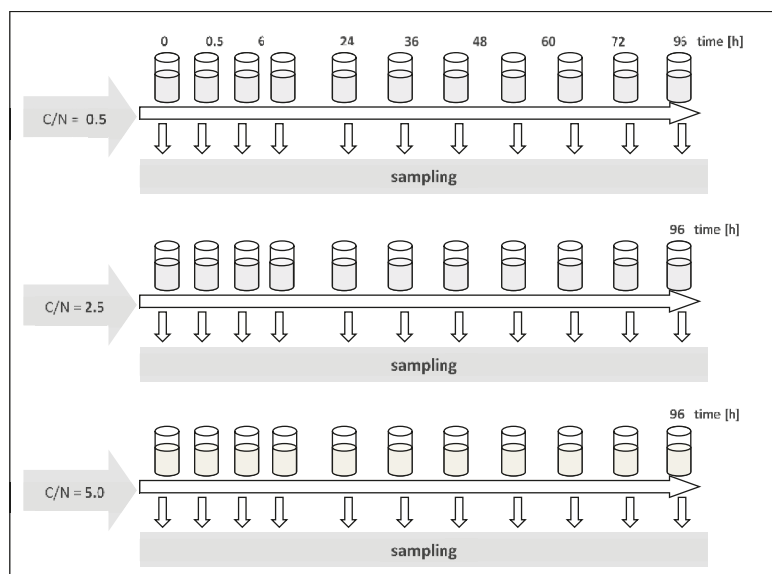 0 0.5 6 24 36 48 60 72 96 time [h]
C/N = 0.5
sampling
96 time [h]
C/N = 2.5
sampling
96 time [h]
C/N = 5.0
sampling